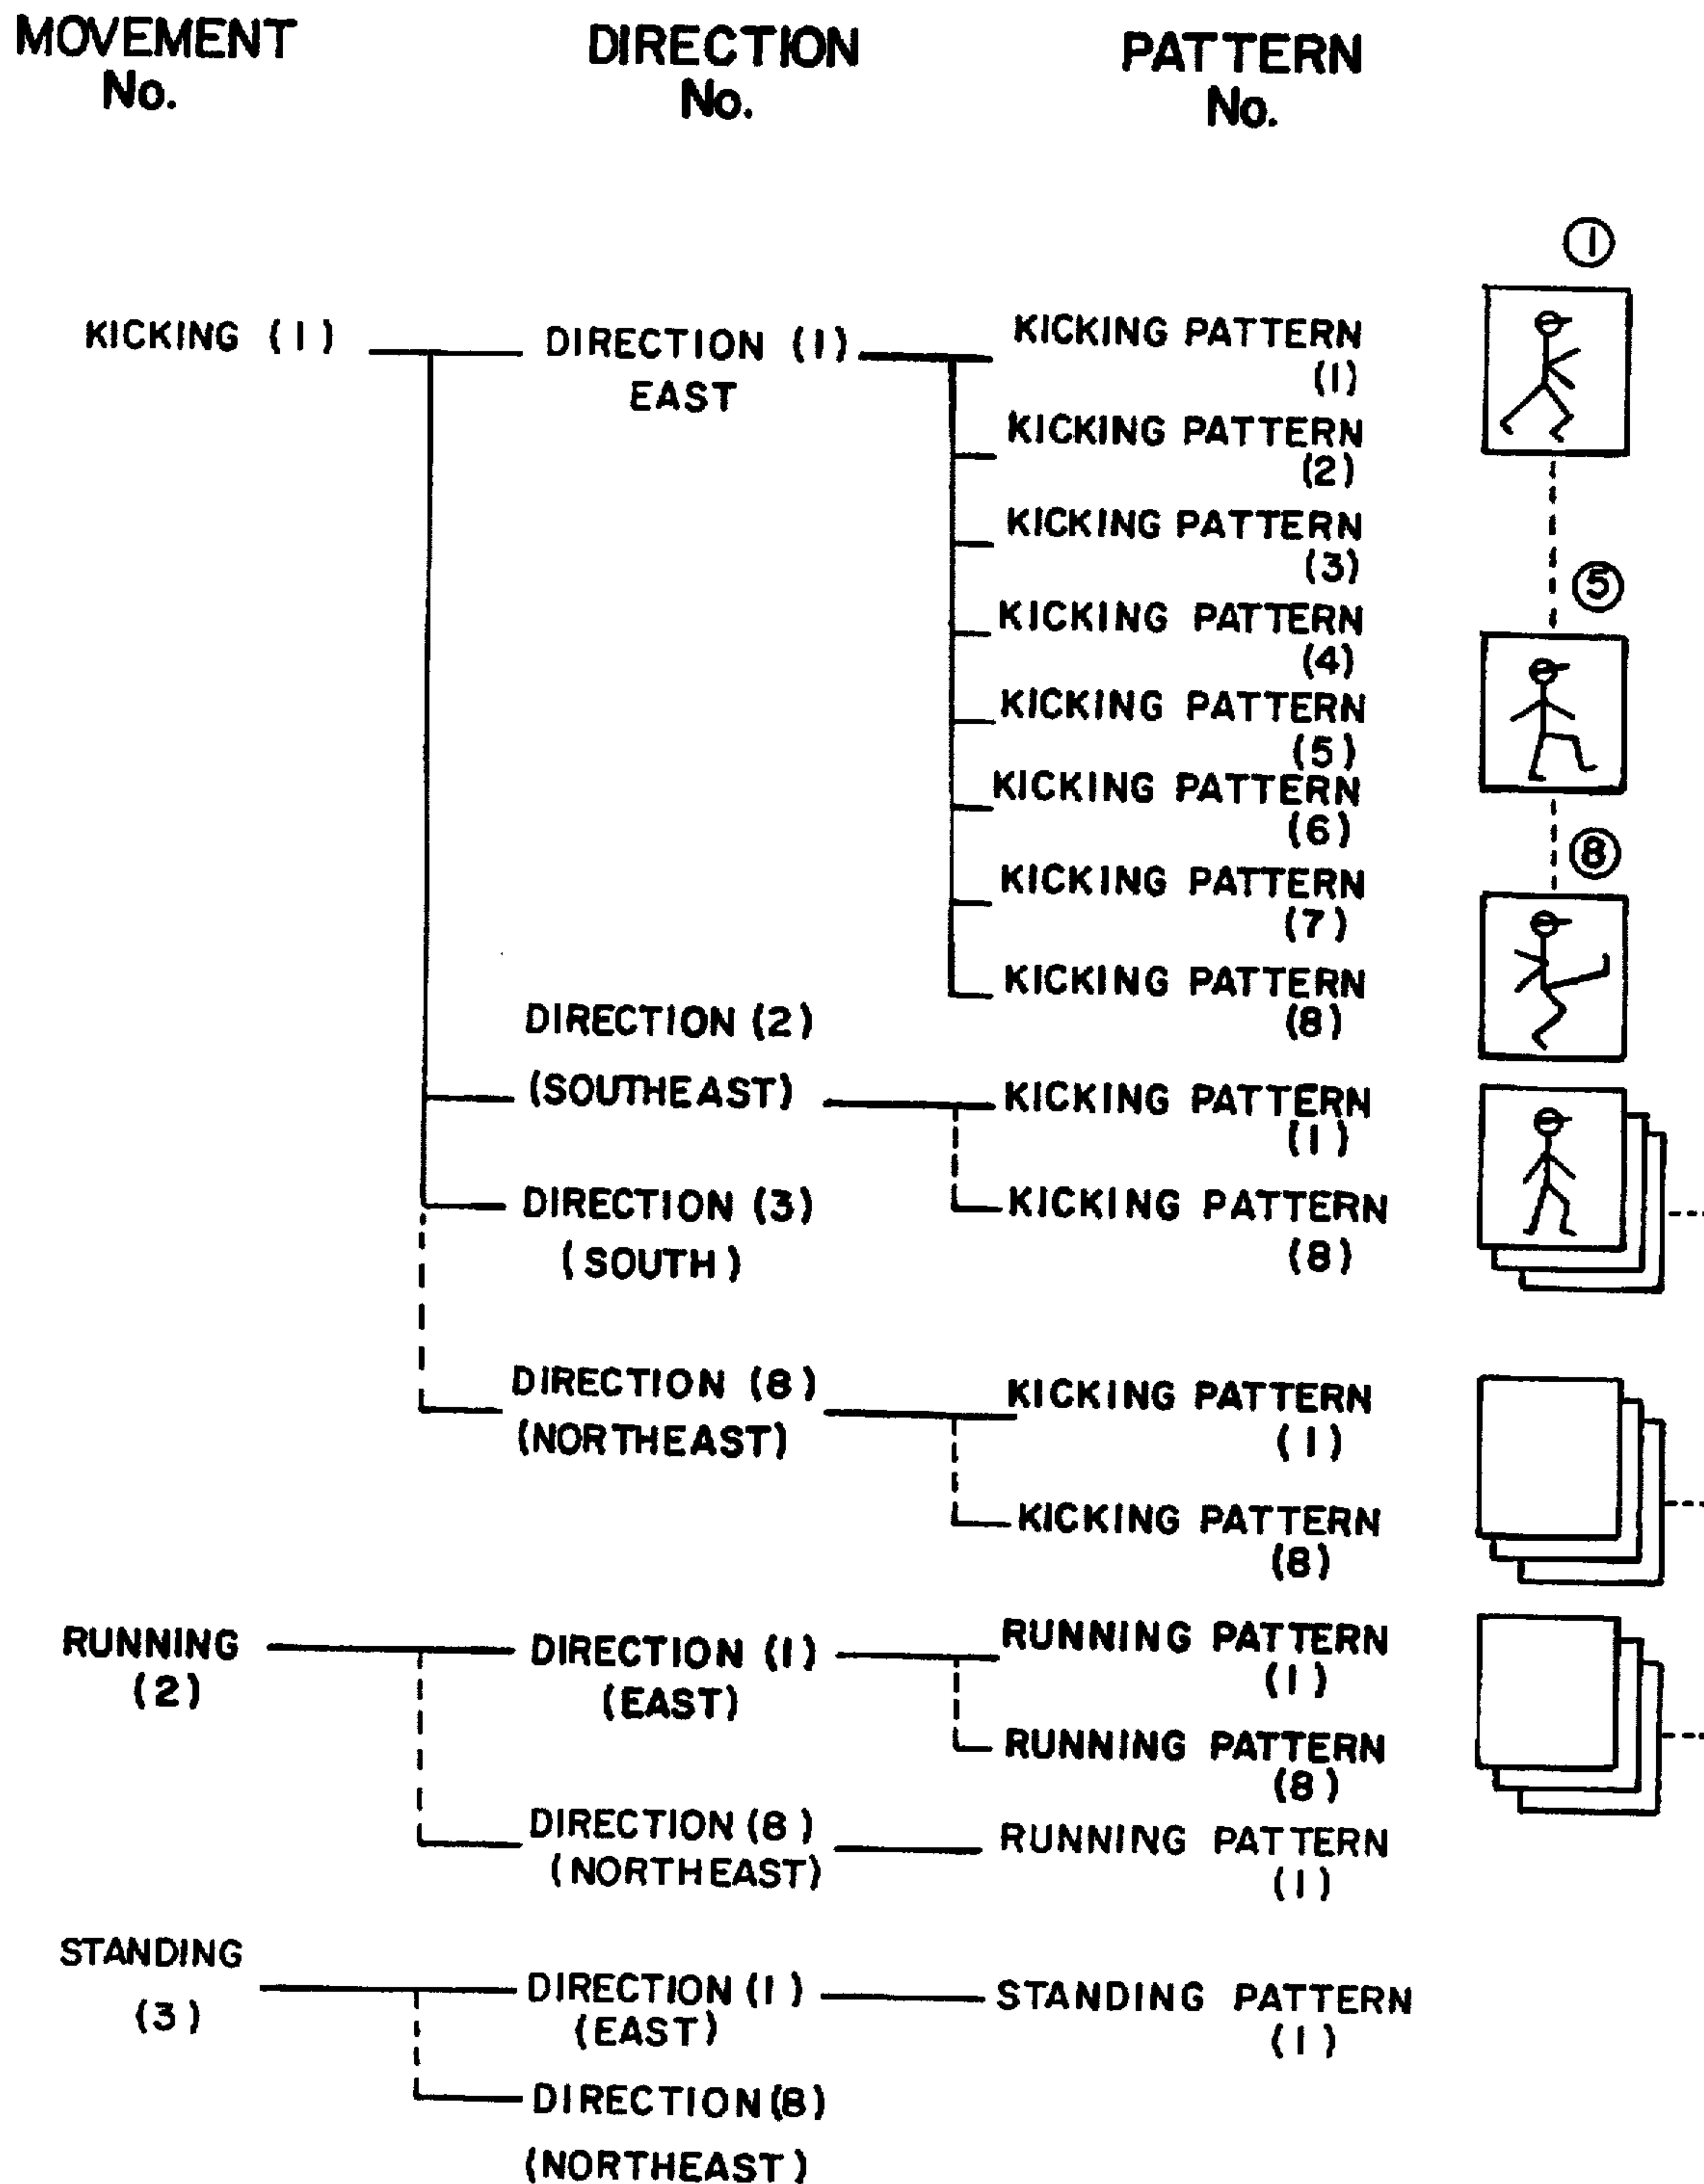 MOVEMENT
No.
DIRECTION
No.
PATTERN
No.
KICKING (1)
DIRECTION (1)
EAST
KICKING PATTERN
(1)
KICKING PATTERN
(2)
KICKING PATTERN
(3)
KICKING PATTERN
(4)
KICKING PATTERN
(5)
KICKING PATTERN
(6)
KICKING PATTERN
(7)
KICKING PATTERN
(8)
①
⑤
⑧
DIRECTION (2)
(SOUTHEAST)
KICKING PATTERN
(1)
KICKING PATTERN
(8)
DIRECTION (3)
(SOUTH)
DIRECTION (8)
(NORTHEAST)
KICKING PATTERN
(1)
KICKING PATTERN
(8)
RUNNING
(2)
DIRECTION (1)
(EAST)
RUNNING PATTERN
(1)
RUNNING PATTERN
(8)
DIRECTION (8)
(NORTHEAST)
RUNNING PATTERN
(1)
STANDING
(3)
DIRECTION (1)
(EAST)
STANDING PATTERN
(1)
DIRECTION (8)
(NORTHEAST)